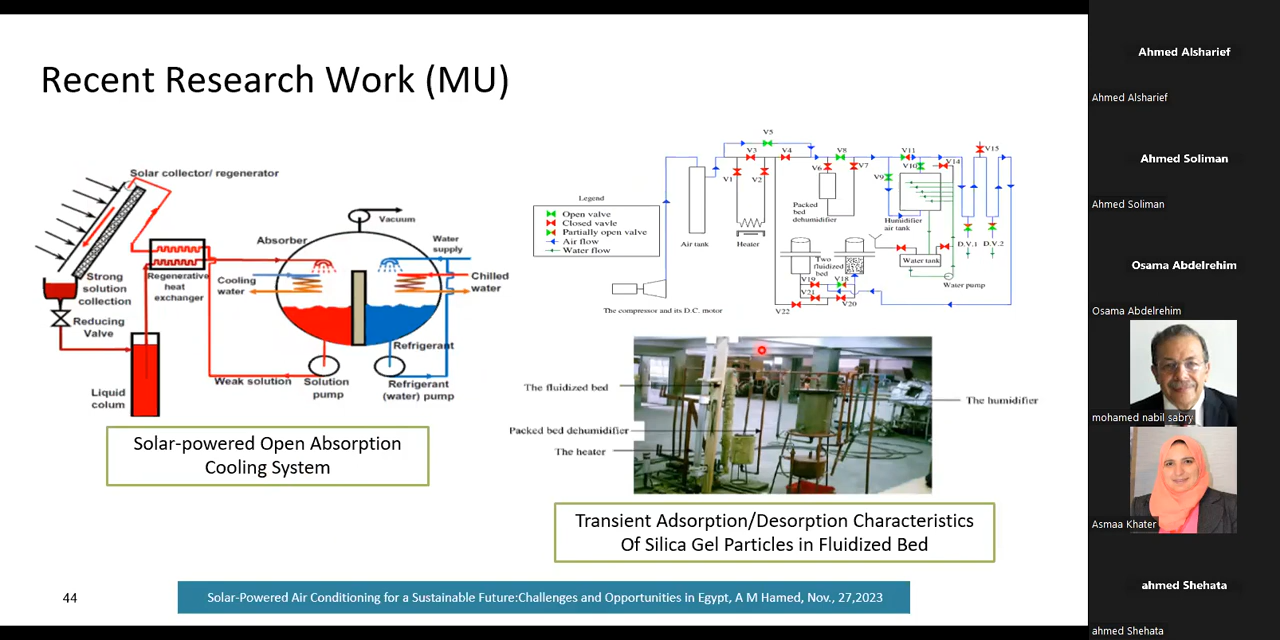 Recent Research Work (MU)
Solar collector/ regenerator
Vacuum
Absorber
Water
supply
Cooling
water
Chilled
water
Strong
solution
collection
Regenerative
heat
exchanger
Reducing
Valve
Refrigerant
Weak solution
Solution
pump
Refrigerant
(water) pump
Liquid
colum
Solar-powered Open Absorption
Cooling System
Legend
Open valve
Closed vavle
Partially open valve
Air flow
Water flow
V5
V3
V4
V1
V2
V8
V6
V7
V11
V10
V14
V9
V15
Air tank
Heater
Packed
bed
dehumidifier
Humidifier
air tank
Two
fluidized
bed
Water tank
Water pump
D.V.1
D.V.2
V19
V18
V21
V20
V22
The compressor and its D.C. motor
The fluidized bed
Packed bed dehumidifier
The heater
The humidifier
Transient Adsorption/Desorption Characteristics
Of Silica Gel Particles in Fluidized Bed
44
Solar-Powered Air Conditioning for a Sustainable Future:Challenges and Opportunities in Egypt, A M Hamed, Nov., 27,2023
Ahmed Alsharief
Ahmed Alsharief
Ahmed Soliman
Ahmed Soliman
Osama Abdelrehim
Osama Abdelrehim
mohamed nabil sabry
Asmaa Khater
ahmed Shehata
ahmed Shehata